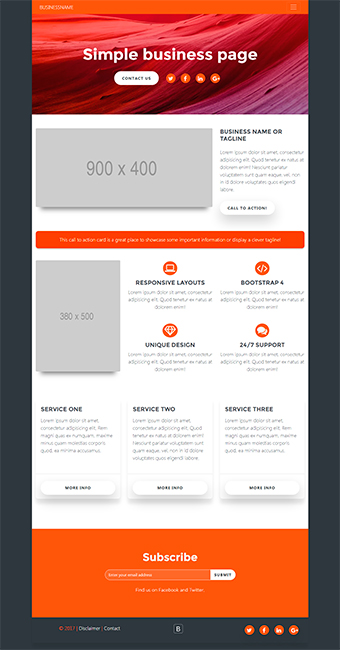 BUSINESSNAME
Simple business page
CONTACT US
900 x 400
BUSINESS NAME OR
TAGLINE
Lorem ipsum dolor sit amet, consectetur
adipisicing elit. Quod tenetur ex natus at
dolorem enim! Nesciunt pariatur
voluptatem sunt quam eaque, vel, non
in id dolore voluptates quos eligendi
labore.
CALL TO ACTION!
This call to action card is a great place to showcase some important information or display a clever tagline!
380 x 500
RESPONSIVE LAYOUTS
Lorem ipsum dolor sit amet, consectetur
adipisicing elit. Quod tenetur ex natus at
dolorem enim!
BOOTSTRAP 4
Lorem ipsum dolor sit amet, consectetur
adipisicing elit. Quod tenetur ex natus at
dolorem enim!
UNIQUE DESIGN
Lorem ipsum dolor sit amet, consectetur
adipisicing elit. Quod tenetur ex natus at
dolorem enim!
24/7 SUPPORT
Lorem ipsum dolor sit amet, consectetur
adipisicing elit. Quod tenetur ex natus at
dolorem enim!
SERVICE ONE
Lorem ipsum dolor sit amet,
consectetur adipisicing elit. Rem
magni quas ex numquam, maxime
minus quam molestias corporis
quod, ea minima accusamus.
MORE INFO
SERVICE TWO
Lorem ipsum dolor sit amet,
consectetur adipisicing elit. Quod
tenetur ex natus at dolorem enim!
Nesciunt pariatur voluptatem sunt
quam eaque, vel, non in id dolore
voluptates quos eligendi labore.
MORE INFO
SERVICE THREE
Lorem ipsum dolor sit amet,
consectetur adipisicing elit. Rem
magni quas ex numquam, maxime
minus quam molestias corporis
quod, ea minima accusamus.
MORE INFO
Subscribe
Enter your email address
SUBMIT
Find us on Facebook and Twitter.
© 2017 | Disclaimer | Contact
B